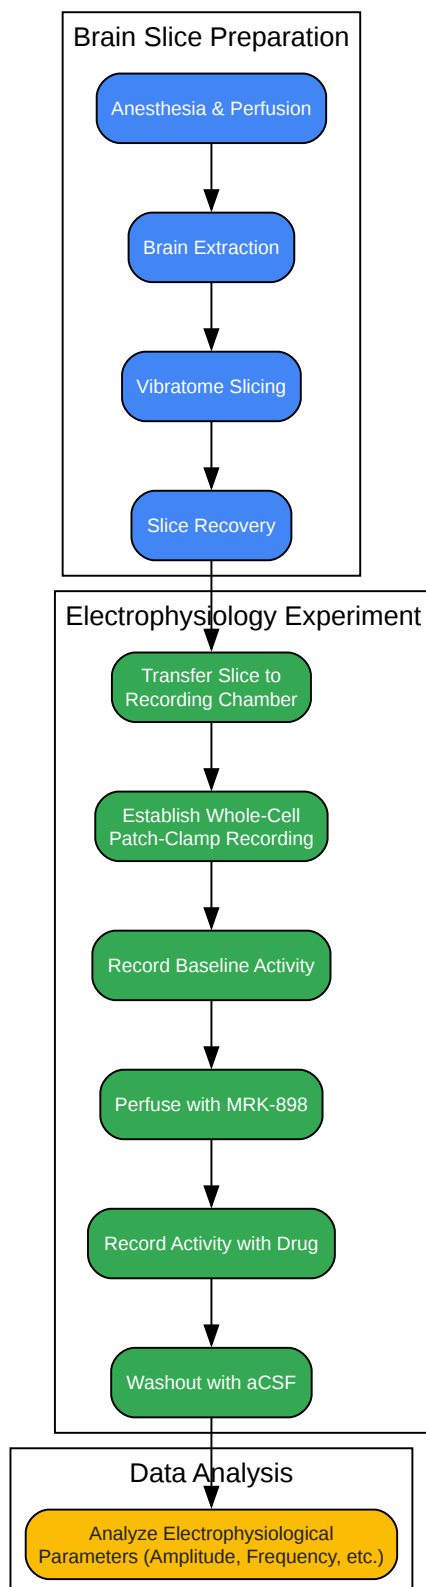 Brain Slice Preparation
Anesthesia & Perfusion
Brain Extraction
Vibratome Slicing
Slice Recovery
Electrophysiology Experiment
Transfer Slice to
Recording Chamber
Establish Whole-Cell
Patch-Clamp Recording
Record Baseline Activity
Perfuse with MRK-898
Record Activity with Drug
Washout with aCSF
Data Analysis
Analyze Electrophysiological
Parameters (Amplitude, Frequency, etc.)